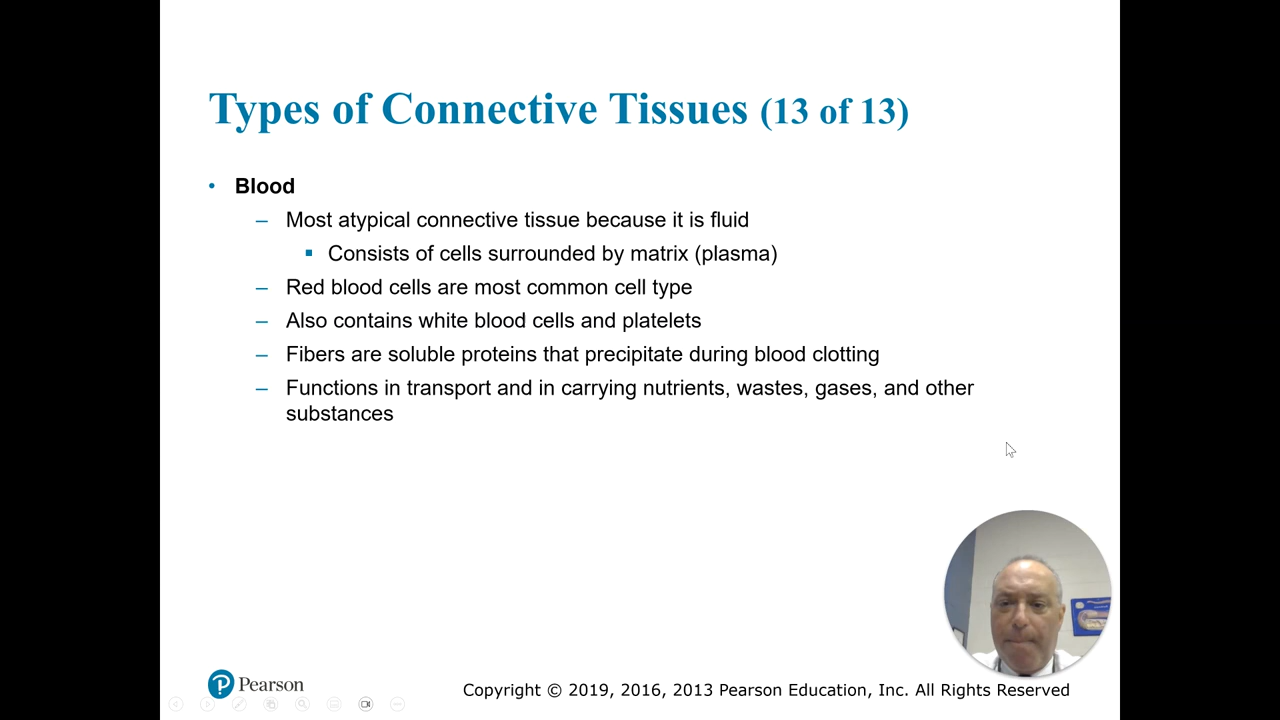 Types of Connective Tissues (13 of 13)
• Blood
– Most atypical connective tissue because it is fluid
▪ Consists of cells surrounded by matrix (plasma)
– Red blood cells are most common cell type
– Also contains white blood cells and platelets
– Fibers are soluble proteins that precipitate during blood clotting
– Functions in transport and in carrying nutrients, wastes, gases, and other
substances
Pearson
Copyright © 2019, 2016, 2013 Pearson Education, Inc. All Rights Reserved